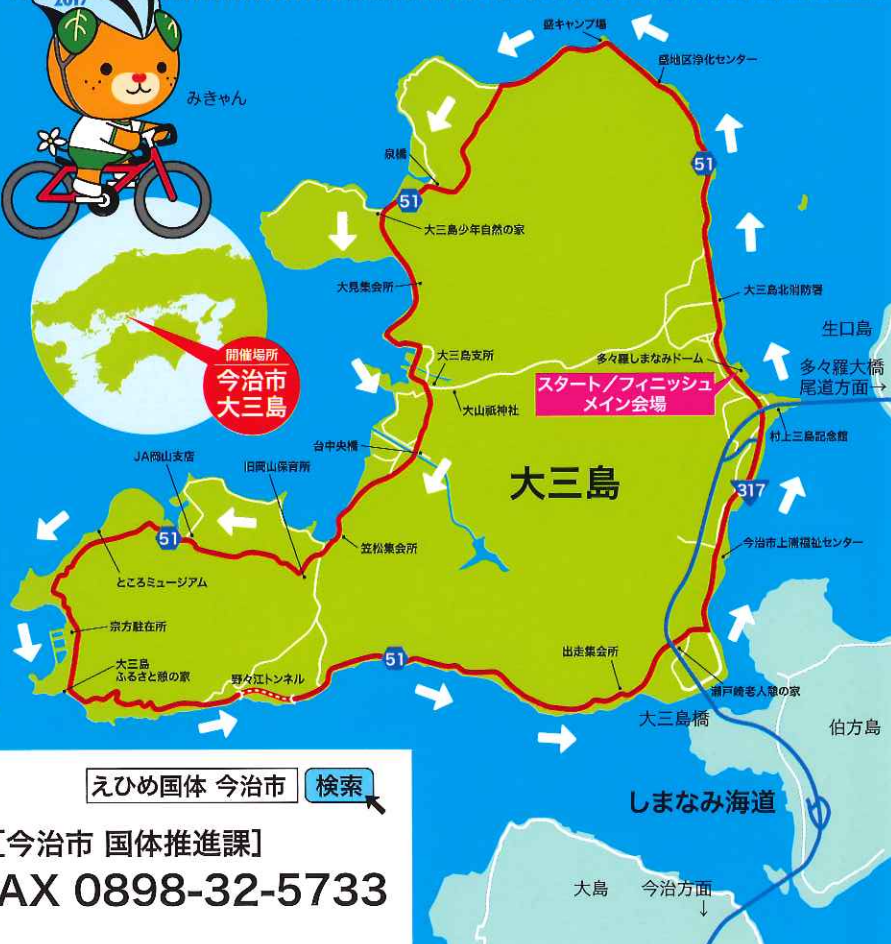 2017
みきゃん
盛キャンプ場
盛地区浄化センター
51
泉橋
51
大三島少年自然の家
大見集会所
大三島北消防署
生口島
多々羅大橋
尾道方面→
開催場所
今治市
大三島
大三島支所
多々羅しまなみドーム
スタート/フィニッシュ
メイン会場
大山祇神社
村上三島記念館
台中央橋
JA岡山支店
旧岡山保育所
大三島
317
51
笠松集会所
今治市上浦福祉センター
ところミュージアム
宗方駐在所
大三島
ふるさと憩の家
野々江トンネル
51
出走集会所
瀬戸崎老人憩の家
大三島橋
伯方島
しまなみ海道
えひめ国体 今治市 検索
[今治市 国体推進課]
AX 0898-32-5733
大島
今治方面
↓